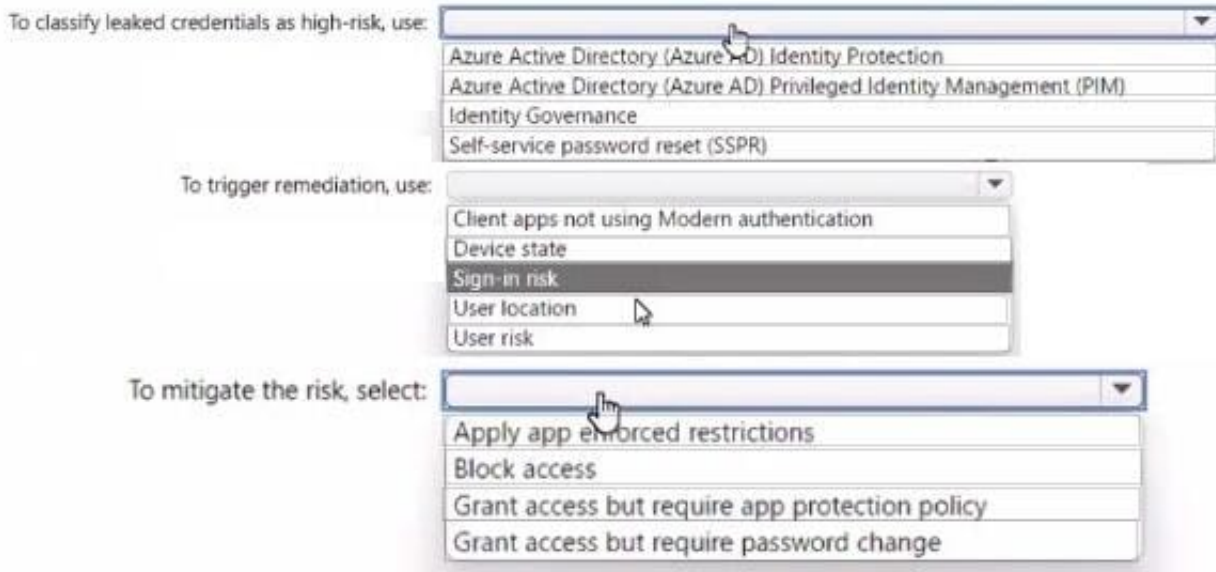 To classify leaked credentials as high-risk, use:
Azure Active Directory (Azure AD) Identity Protection
Azure Active Directory (Azure AD) Privileged Identity Management (PIM)
Identity Governance
Self-service password reset (SSPR)
To trigger remediation, use:
Client apps not using Modern authentication
Device state
Sign-in risk
User location
User risk
To mitigate the risk, select:
Apply app enforced restrictions
Block access
Grant access but require app protection policy
Grant access but require password change